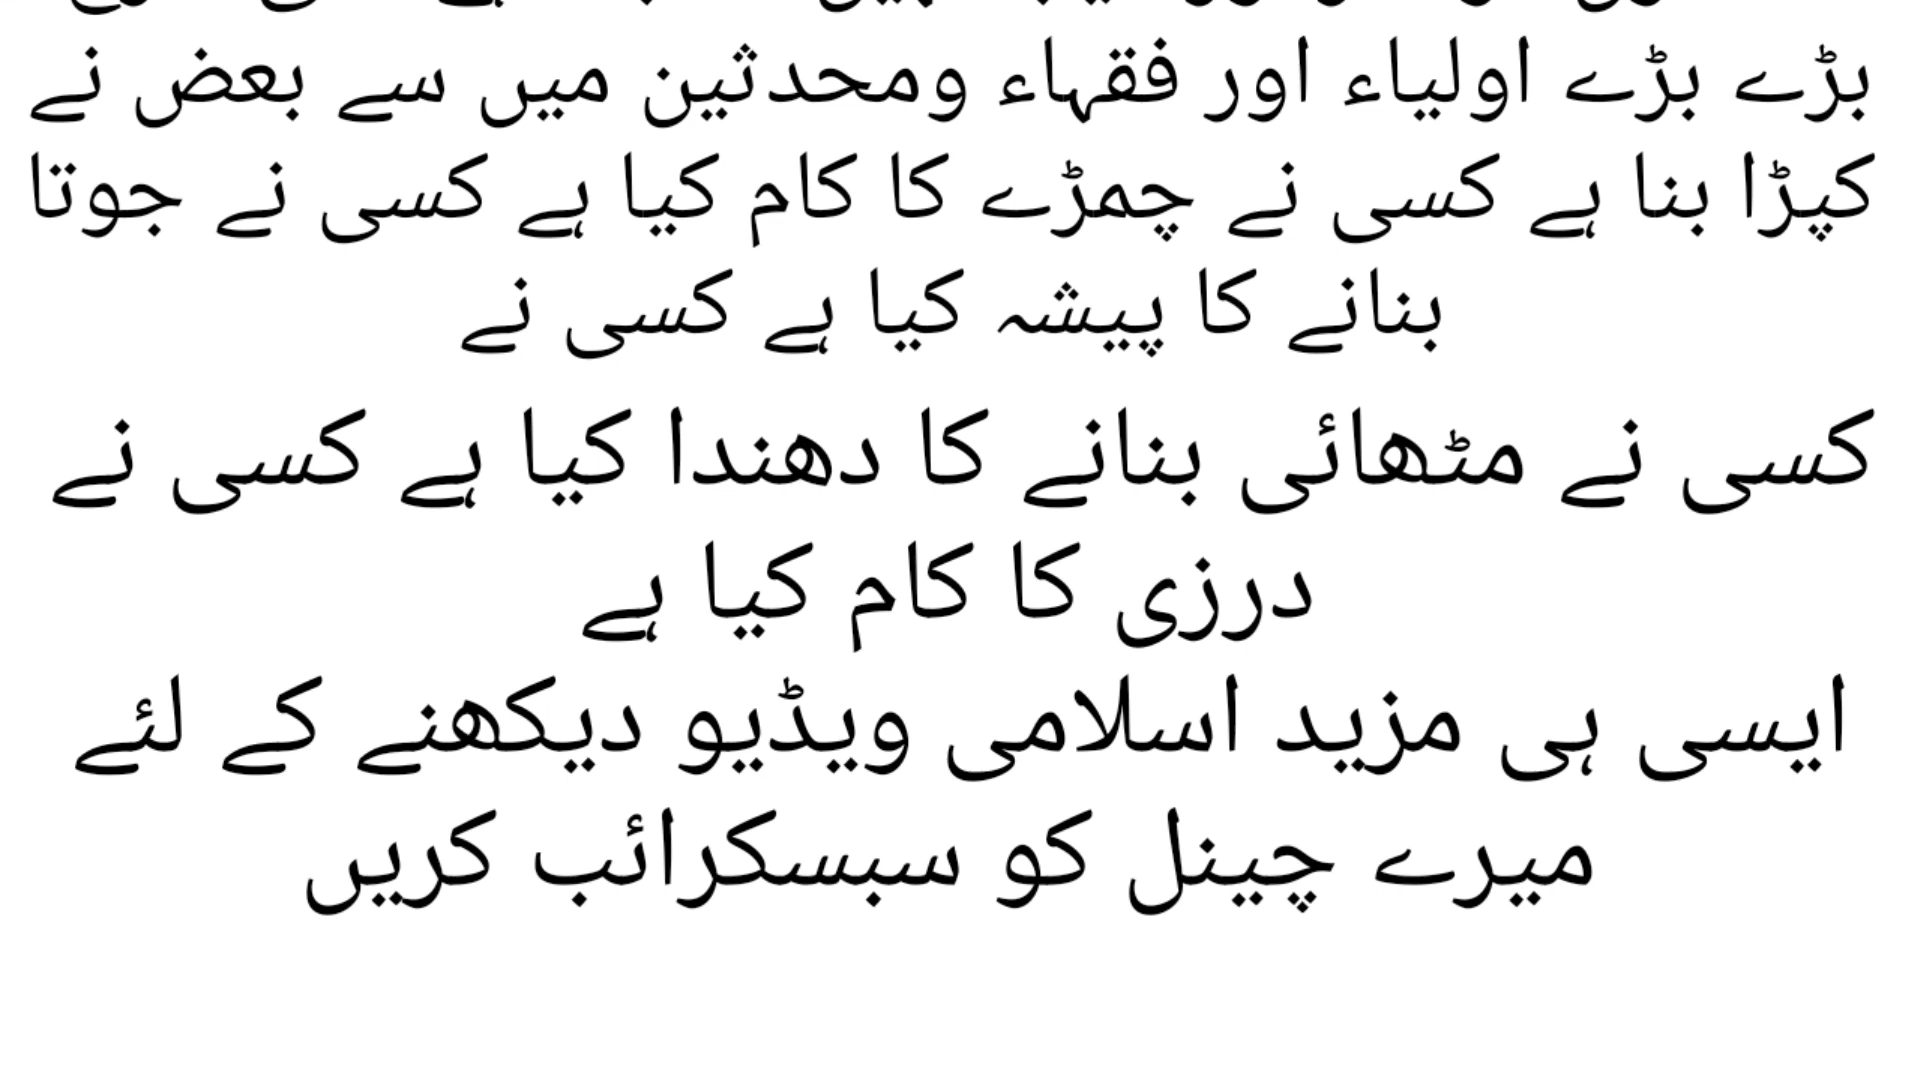 بڑے بڑے اولیاء اور فقہاء ومحدثین میں سے بعض نے
کپڑا بنا ہے کسی نے چمڑے کا کام کیا ہے کسی نے جوتا
بنانے کا پیشہ کیا ہے کسی نے
کسی نے مٹھائی بنانے کا دھندا کیا ہے کسی نے
درزی کا کام کیا ہے
ایسی ہی مزید اسلامی ویڈیو دیکھنے کے لئے
میرے چینل کو سبسکرائب کریں